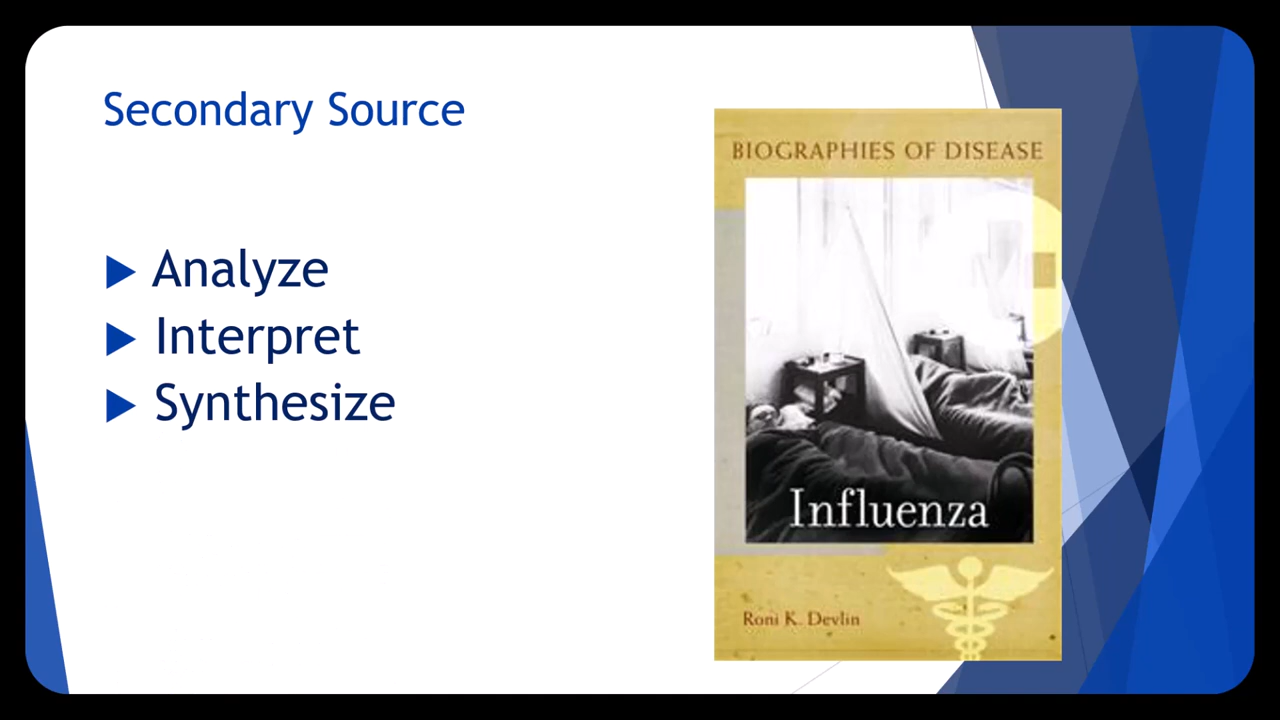 Secondary Source
Analyze
Interpret
Synthesize
BIOGRAPHIES OF DISEASE
Influenza
Roni K. Devlin